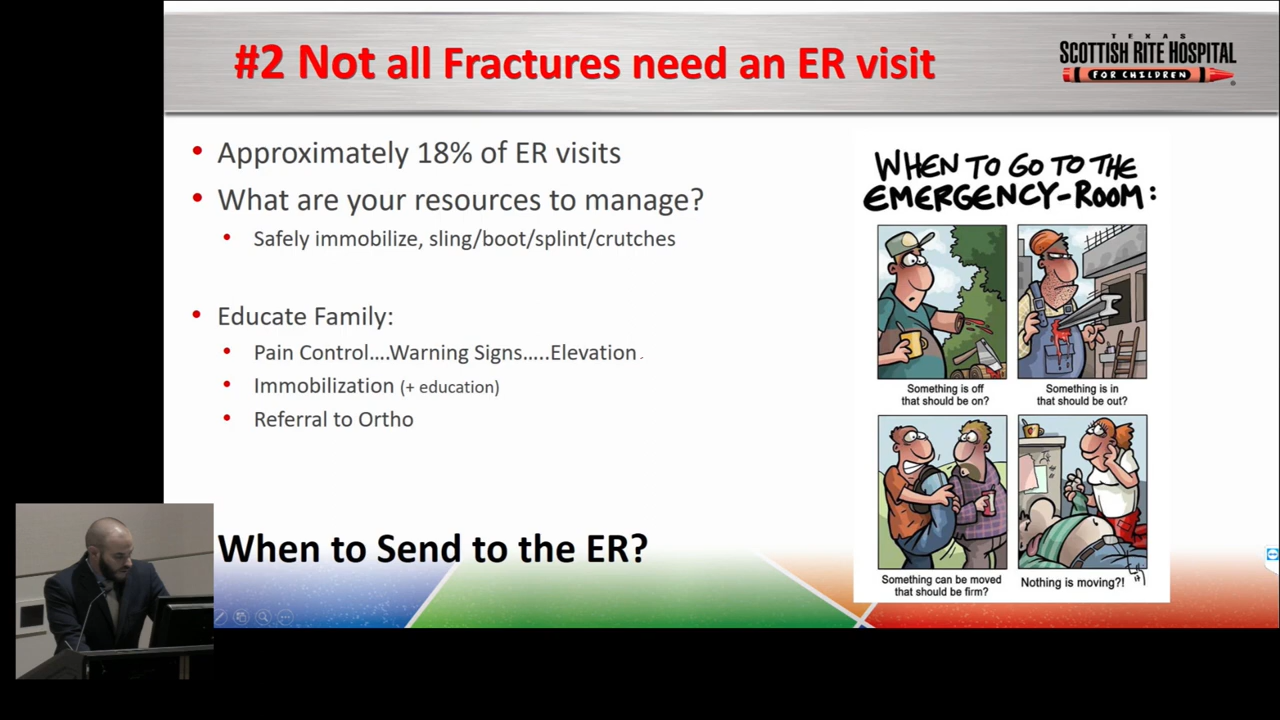 #2 Not all Fractures need an ER visit
TEXAS
SCOTTISH RITE HOSPITAL
FOR CHILDREN
• Approximately 18% of ER visits
• What are your resources to manage?
• Safely immobilize, sling/boot/splint/crutches
• Educate Family:
• Pain Control....Warning Signs.....Elevation.
• Immobilization (+ education)
• Referral to Ortho
When to Send to the ER?
WHEN TO GO TO THE
EMERGENCY-ROOM:
Something is off
that should be on?
Something is in
that should be out?
Something can be moved
that should be firm?
Nothing is moving?!